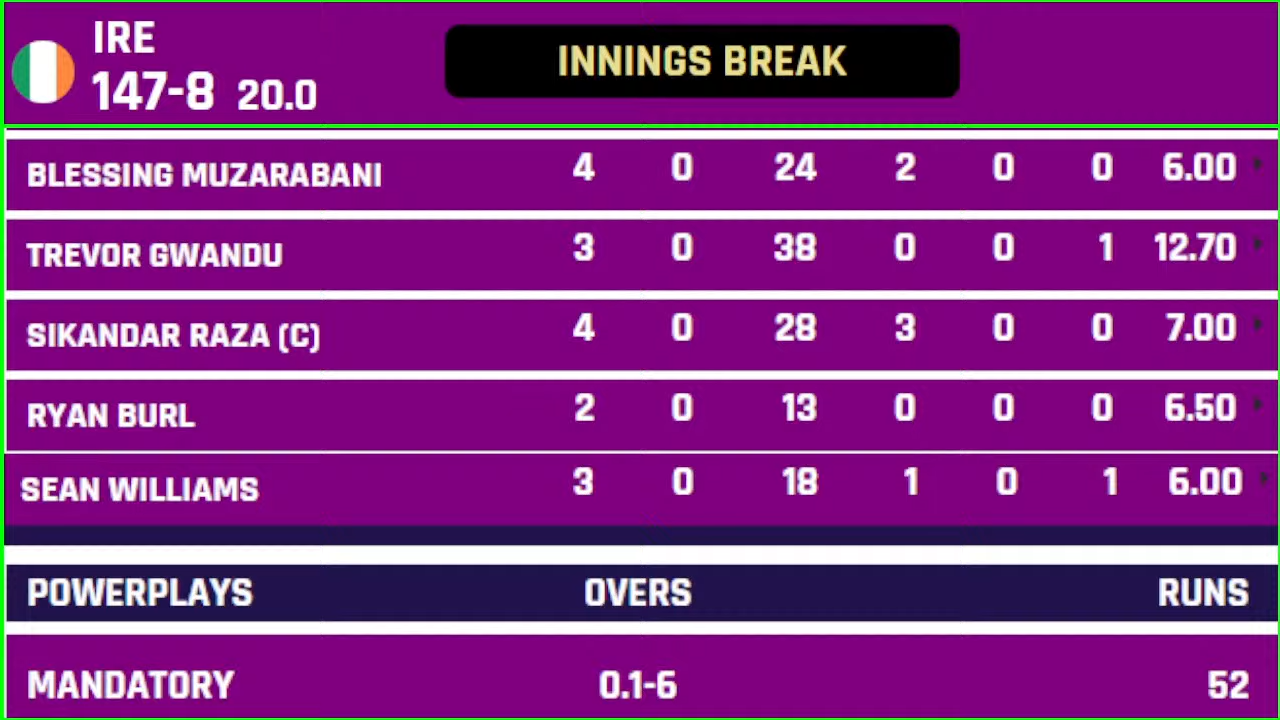 IRE
147-8 20.0
INNINGS BREAK
BLESSING MUZARABANI 4 0 24 2 0 0 6.00
TREVOR GWANDU 3 0 38 0 0 1 12.70
SIKANDAR RAZA (C) 4 0 28 3 0 0 7.00
RYAN BURL 2 0 13 0 0 0 6.50
SEAN WILLIAMS 3 0 18 1 0 1 6.00
POWERPLAYS OVERS RUNS
MANDATORY 0.1-6 52